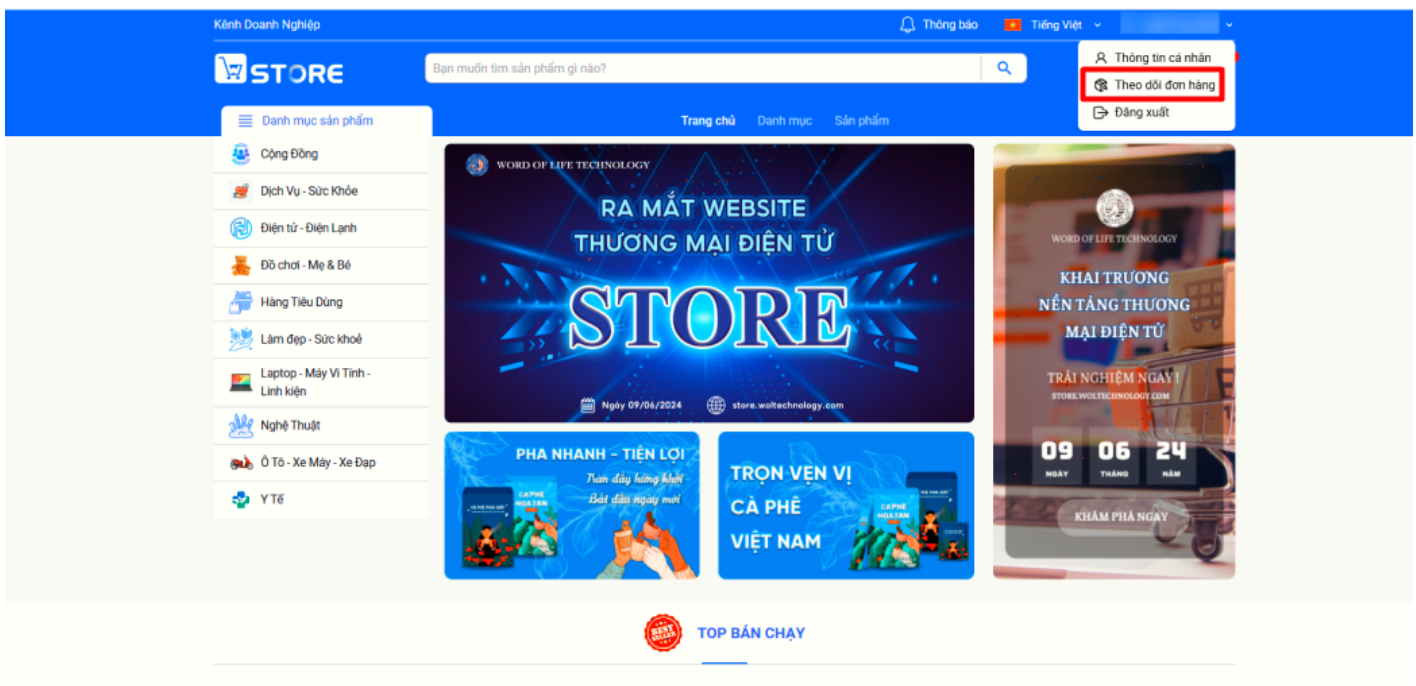 Kênh Doanh Nghiệp
Thông báo
Tiếng Việt
STORE
Bạn muốn tìm sản phẩm gì nào?
Thông tin cá nhân
Theo dõi đơn hàng
Đăng xuất
Danh mục sản phẩm
Trang chủ
Danh mục
Sản phẩm
Cộng Đồng
Dịch Vụ - Sức Khỏe
Điện tử - Điện Lạnh
Đồ chơi - Mẹ & Bé
Hàng Tiêu Dùng
Làm đẹp - Sức khoẻ
Laptop - Máy Vi Tính -
Linh kiện
Nghệ Thuật
Ô Tô - Xe Máy - Xe Đạp
Y Tế
WORD OF LIFE TECHNOLOGY
RA MẮT WEBSITE
THƯƠNG MẠI ĐIỆN TỬ
STORE
Ngày 09/06/2024
store.woltechnology.com
PHA NHANH - TIỆN LỢI
Tràn đầy hứng khởi
Bắt đầu ngày mới
CAPHE
HOA TAN
TRỌN VẸN VỊ
CÀ PHÊ
VIỆT NAM
CAPHE
HOATAN
WORD OF LIFE TECHNOLOGY
KHAI TRƯƠNG
NỀN TẢNG THƯƠNG
MẠI ĐIỆN TỬ
TRẢI NGHIỆM NGAY !
STORE.WOLTECHNOLOGY.COM
09 06 24
NGÀY THÁNG NĂM
KHÁM PHÁ NGAY
BEST
SELLER
TOP BÁN CHẠY